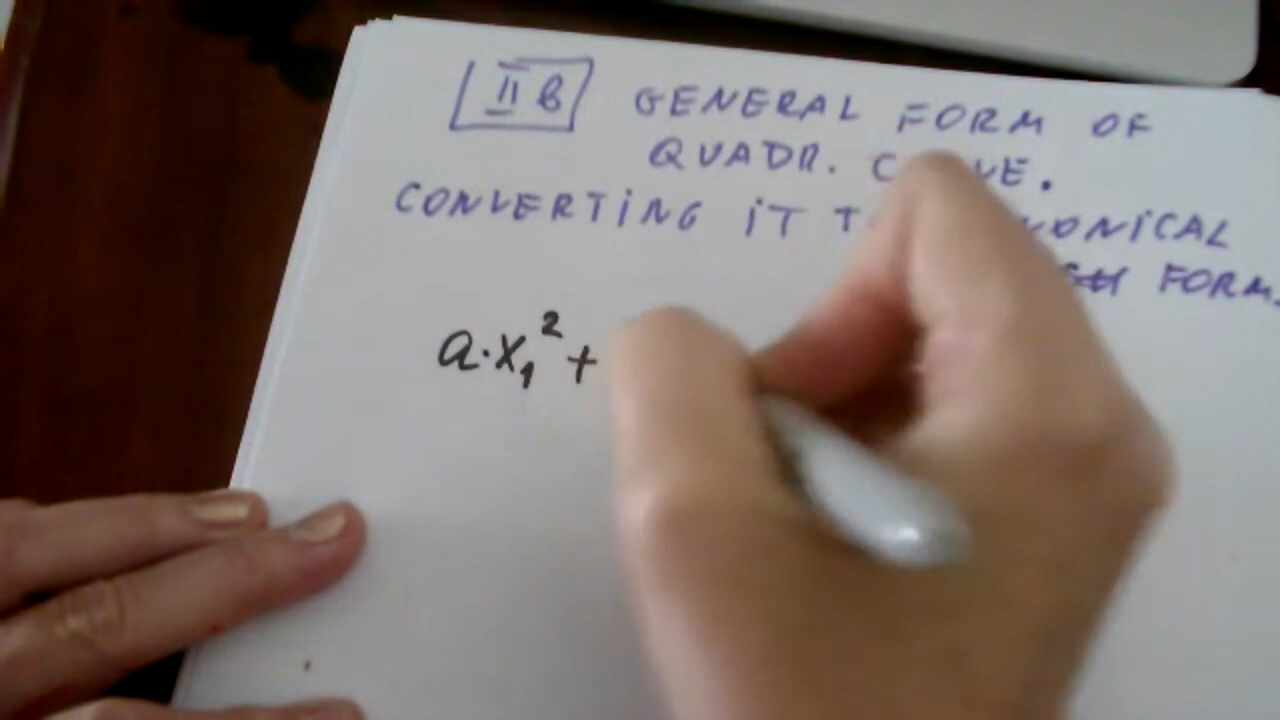 II B GENERAL FORM OF
QUADR.
CONVERTING IT
FORM.
a·x₁² +